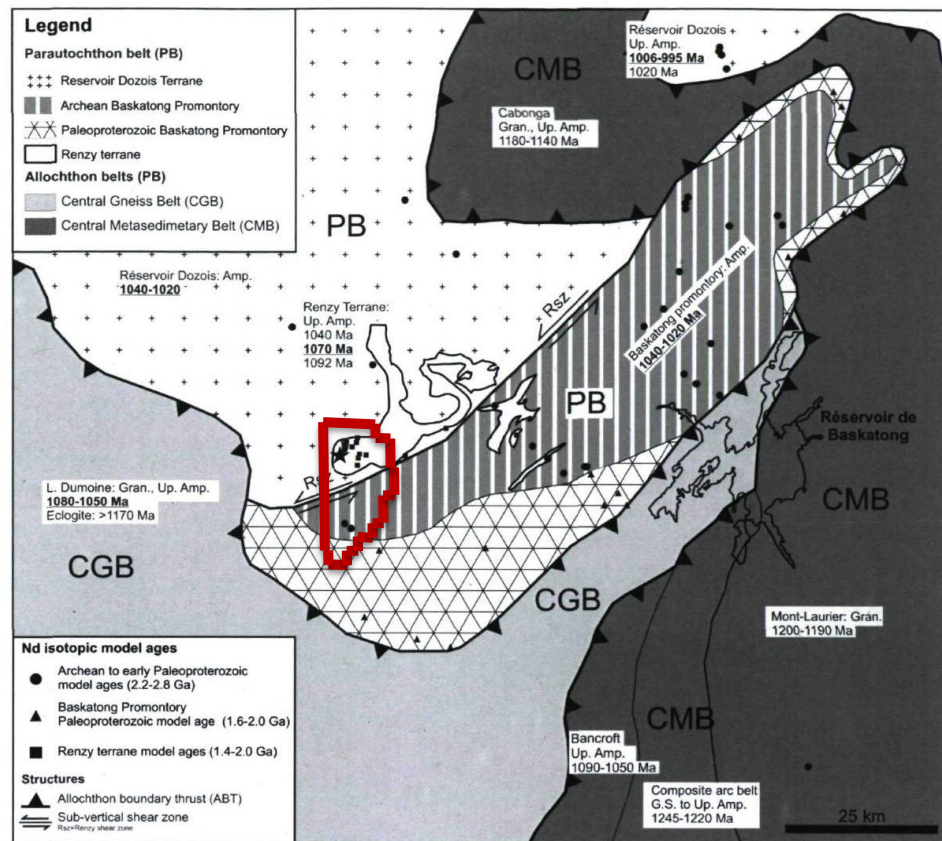 Legend
Parautochthon belt (PB)
Reservoir Dozois Terrane
Archean Baskatong Promontory
Paleoproterozoic Baskatong Promontory
Renzy terrane
Allochthon belts (PB)
Central Gneiss Belt (CGB)
Central Metasedimetary Belt (CMB)
Réservoir Dozois
Up. Amp.
1006-995 Ma
1020 Ma
CMB
Cabonga
Gran., Up. Amp.
1180-1140 Ma
PB
Réservoir Dozois: Amp.
1040-1020
Renzy Terrane:
Up. Amp.
1040 Ma
1070 Ma
1092 Ma
Rsz
Baskatong promontory: Amp.
1040-1020 Ma
PB
Réservoir de
Baskatong
Rsz
L. Dumoine: Gran., Up. Amp.
1080-1050 Ma
Eclogite: >1170 Ma
CMB
CGB
CGB
Mont-Laurier: Gran.
1200-1190 Ma
CMB
Bancroft
Up. Amp.
1090-1050 Ma
Composite arc belt
G.S. to Up. Amp.
1245-1220 Ma
25 km
Nd isotopic model ages
Archean to early Paleoproterozoic
model ages (2.2-2.8 Ga)
Baskatong Promontory
Paleoproterozoic model age (1.6-2.0 Ga)
Renzy terrane model ages (1.4-2.0 Ga)
Structures
Allochthon boundary thrust (ABT)
Sub-vertical shear zone
Rsz=Renzy shear zone